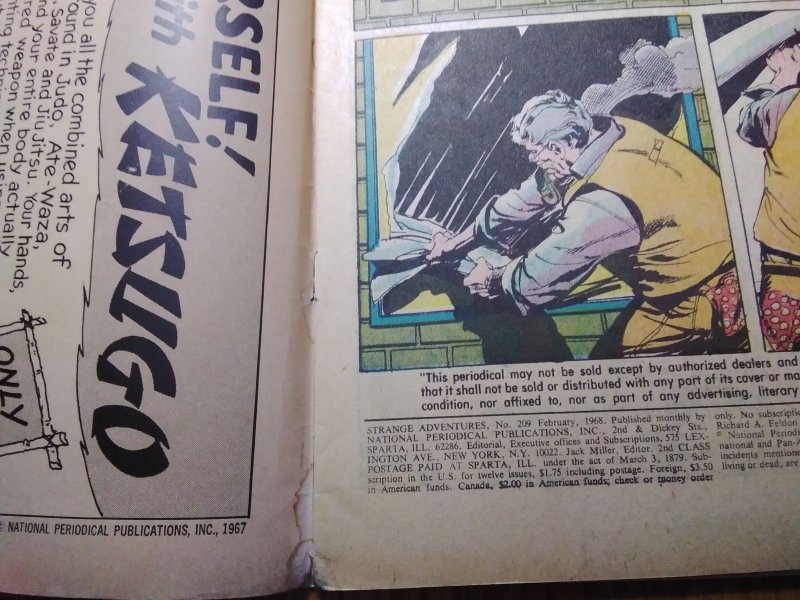 RSELF!
with
KETSUGO
you all the combined arts of
found in Judo, Ate-Waza,
Savate and Jiu Jitsu. Your hands,
and your entire body actually
weapon when using
ONLY
NATIONAL PERIODICAL PUBLICATIONS, INC., 1967
"This periodical may not be sold except by authorized dealers and
that it shall not be sold or distributed with any part of its cover or
condition, nor affixed to, nor as part of any advertising, literary
STRANGE ADVENTURES, No. 209 February, 1968. Published monthly by
NATIONAL PERIODICAL PUBLICATIONS, INC., 2nd & Dickey Sts.,
SPARTA, ILL. 62286. Editorial, Executive offices and Subscriptions, 575 LEX-
INGTON AVE., NEW YORK, N.Y. 10022. Jack Miller, Editor. 2nd CLASS
POSTAGE PAID AT SPARTA, ILL. under the act of March 3, 1879. Sub-
scription in the U.S. for twelve issues, $1.75 including postage. Foreign, $3.50
in American funds. Canada, $2.00 in American funds; check or money order
only. No
Richard A. Feldon
© National
national and
incidents
living or dead, are